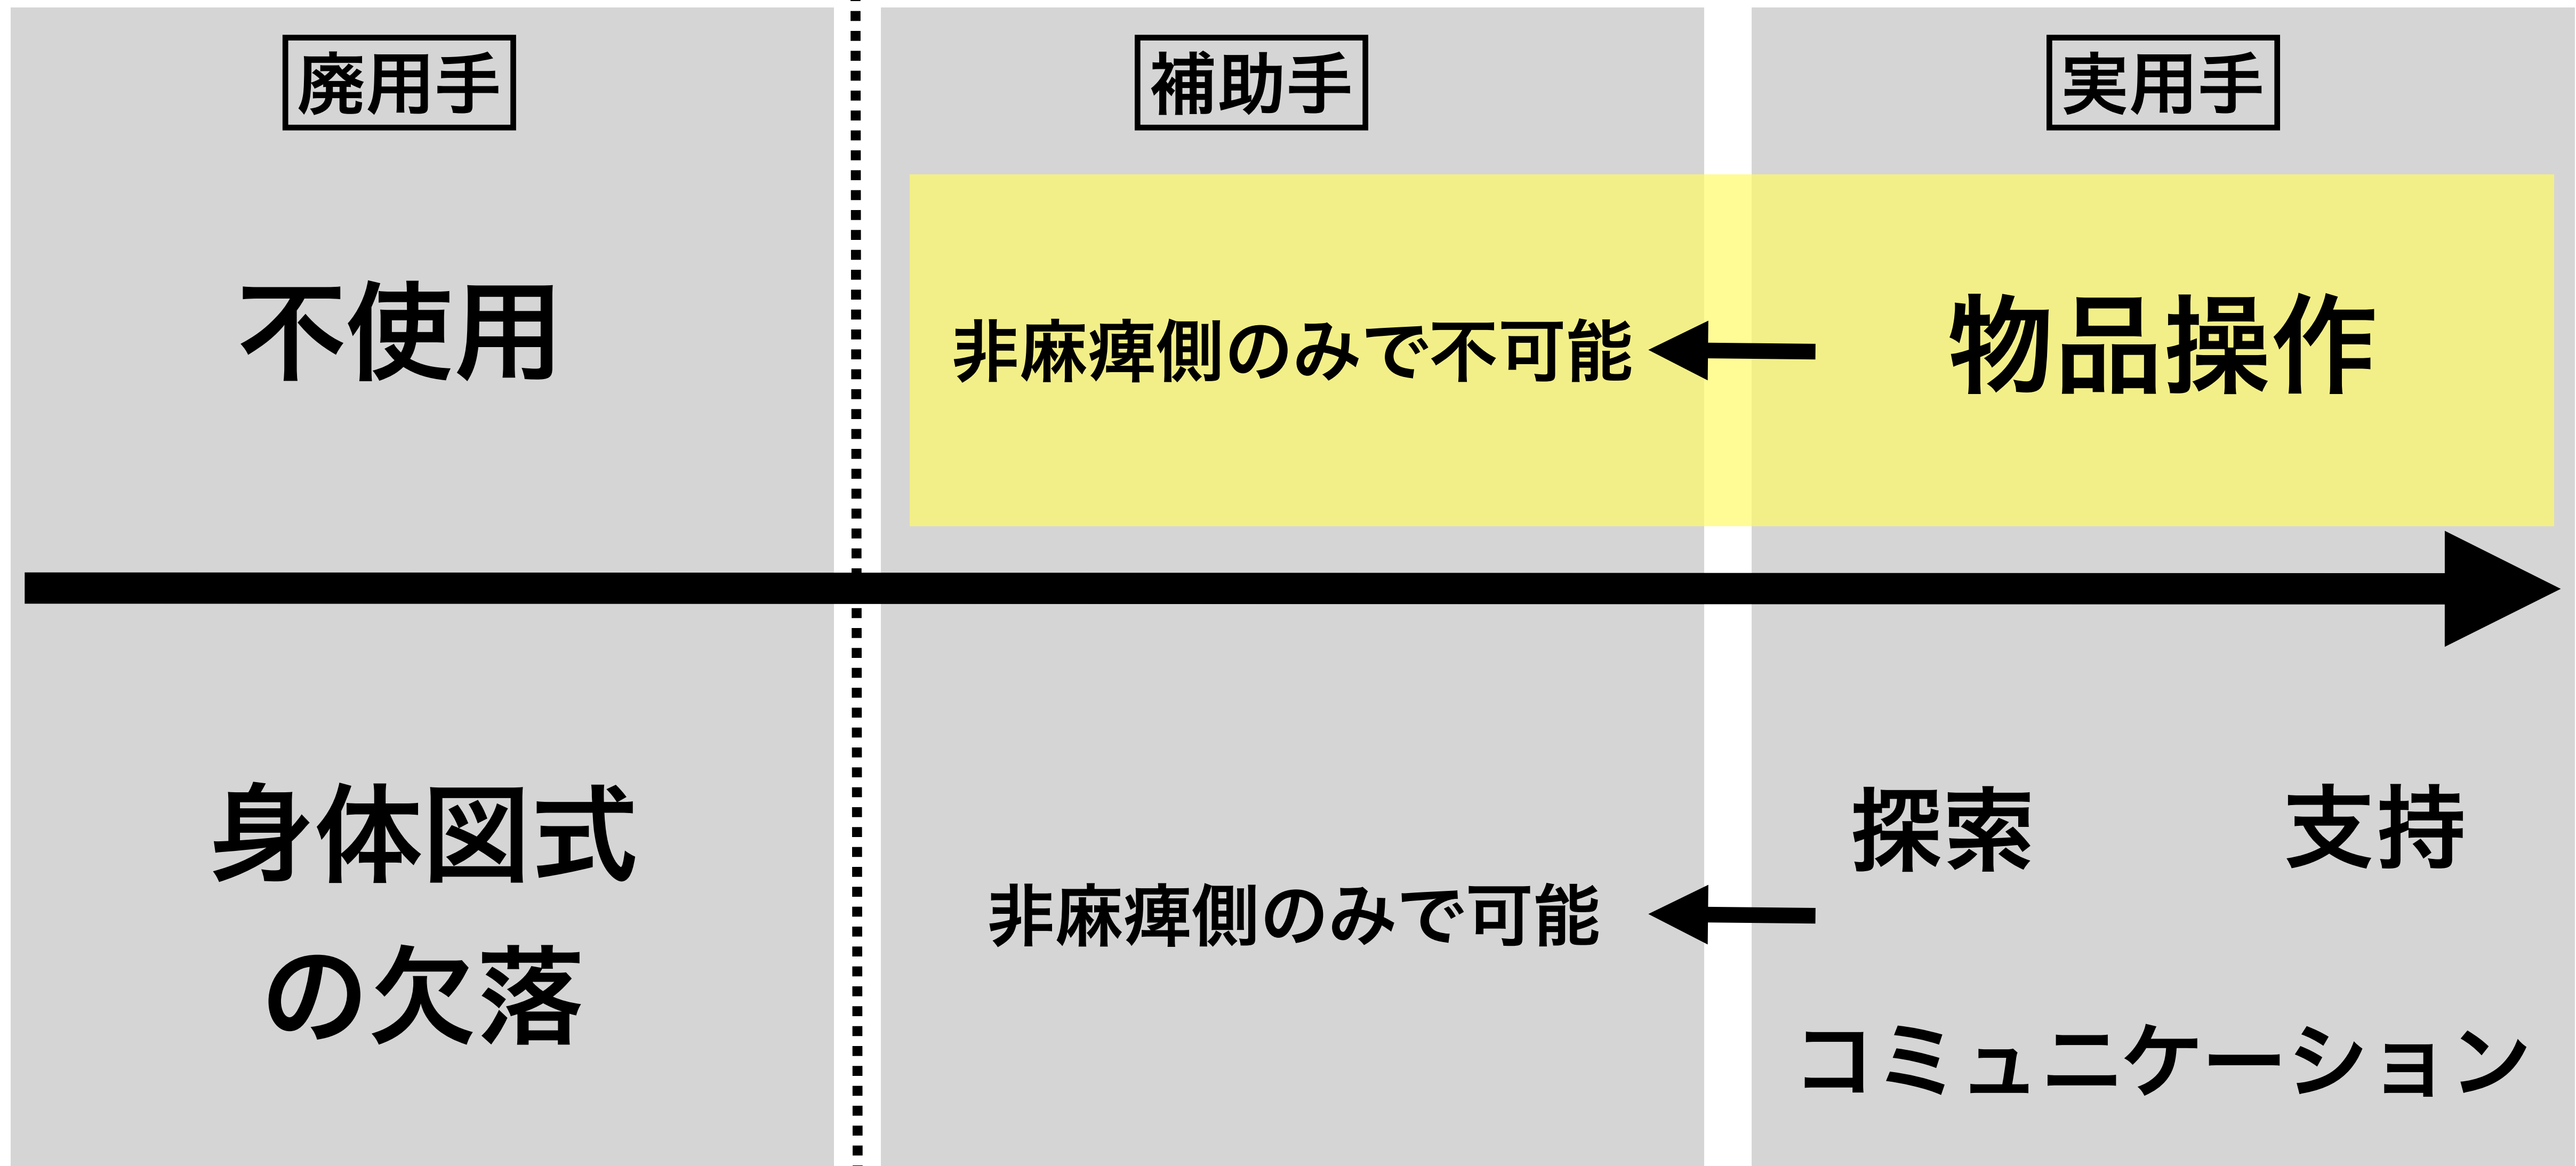 廃用手
補助手
実用手
不使用
非麻痺側のみで不可能
物品操作
身体図式
の欠落
非麻痺側のみで可能
探索
支持
コミュニケーション